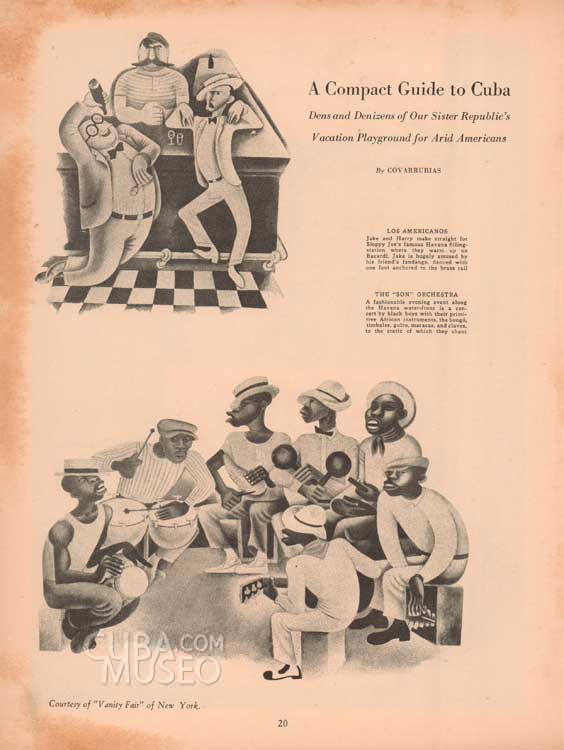 A Compact Guide to Cuba
Dens and Denizens of Our Sister Republic's
Vacation Playground for Arid Americans
By COVARRUBIAS
LOS AMERICANOS
Jake and Harry make straight for
Sloppy Joe's famous Havana filling-
station where they warm up on
Bacardi. Jake is hugely amused by
his friend's fandango, danced with
one foot anchored to the brass rail
THE "SON" ORCHESTRA
A fashionable evening event along
the Havana waterfront is a con-
cert by black boys with their primi-
tive African instruments, the bongó,
timbales, guiro, maracas, and claves,
to the static of which they chant
CUBA.COM
MUSEO
Courtesy of "Vanity Fair" of New York.
20